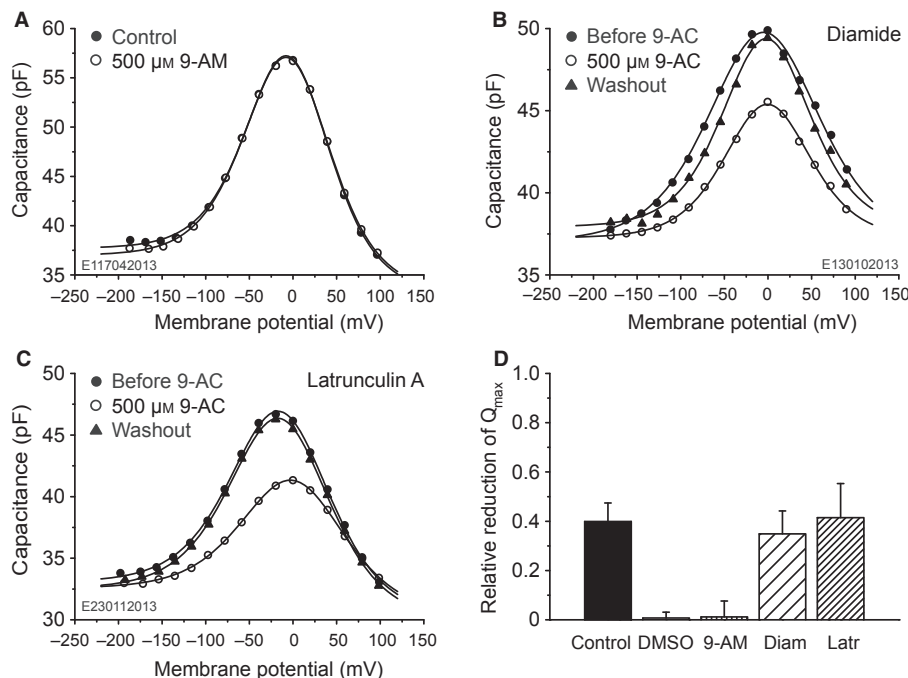 A
60
55
50
45
40
35
Capacitance (pF)
Control
500 μM 9-AM
E117042013
−250 −200 −150 −100 −50 0 50 100 150
Membrane potential (mV)
B
50
45
40
35
Capacitance (pF)
Before 9-AC
500 μM 9-AC
Washout
Diamide
E130102013
−250 −200 −150 −100 −50 0 50 100 150
Membrane potential (mV)
C
50
45
40
35
30
Capacitance (pF)
Before 9-AC
500 μM 9-AC
Washout
Latrunculin A
E230112013
−250 −200 −150 −100 −50 0 50 100 150
Membrane potential (mV)
D
1.0
0.8
0.6
0.4
0.2
0
Relative reduction of Qmax
Control DMSO 9-AM Diam Latr